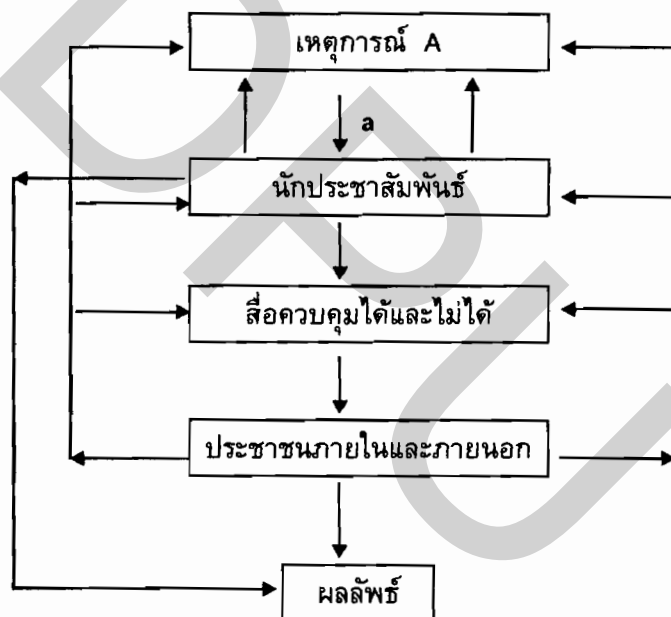 เหตุการณ์ A
a
นักประชาสัมพันธ์
สื่อควบคุมได้และไม่ได้
ประชาชนภายในและภายนอก
ผลลัพธ์
DPU